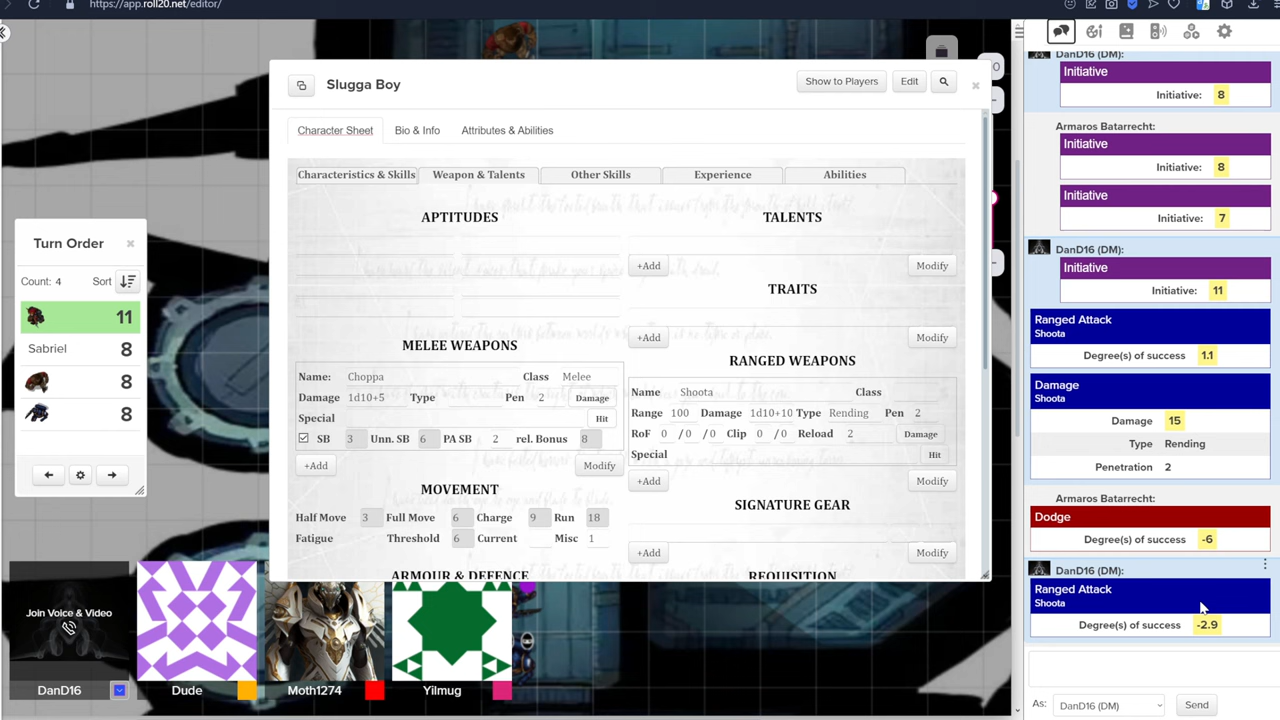 https://app.roll20.net/editor/
Slugga Boy
Show to Players
Edit
Character Sheet
Bio & Info
Attributes & Abilities
Characteristics & Skills
Weapon & Talents
Other Skills
Experience
Abilities
APTITUDES
TALENTS
+Add
Modify
TRAITS
+Add
Modify
MELEE WEAPONS
Name: Choppa Class Melee
Damage 1d10+5 Type Pen 2 Damage
Special Hit
SB 3 Unn. SB 6 PA SB 2 rel. Bonus 8
+Add Modify
RANGED WEAPONS
Name Shoota Class
Range 100 Damage 1d10+10 Type Rending Pen 2
RoF 0 /0 /0 Clip 0 /0 Reload 2 Damage
Special Hit
+Add Modify
MOVEMENT
Half Move 3 Full Move 6 Charge 9 Run 18
Fatigue Threshold 6 Current Misc 1
SIGNATURE GEAR
+Add Modify
ARMOUR & DEFENCE
REQUISITION
Turn Order
Count: 4 Sort
11
Sabriel 8
8
8
Join Voice & Video
DanD16
Dude
Moth1274
Yilmug
DanD16 (DM):
Initiative
Initiative: 8
Armaros Batarrecht:
Initiative
Initiative: 8
Initiative
Initiative: 7
DanD16 (DM):
Initiative
Initiative: 11
Ranged Attack
Shoota
Degree(s) of success 1.1
Damage
Shoota
Damage 15
Type Rending
Penetration 2
Armaros Batarrecht:
Dodge
Degree(s) of success -6
DanD16 (DM):
Ranged Attack
Shoota
Degree(s) of success -2.9
As: DanD16 (DM) Send